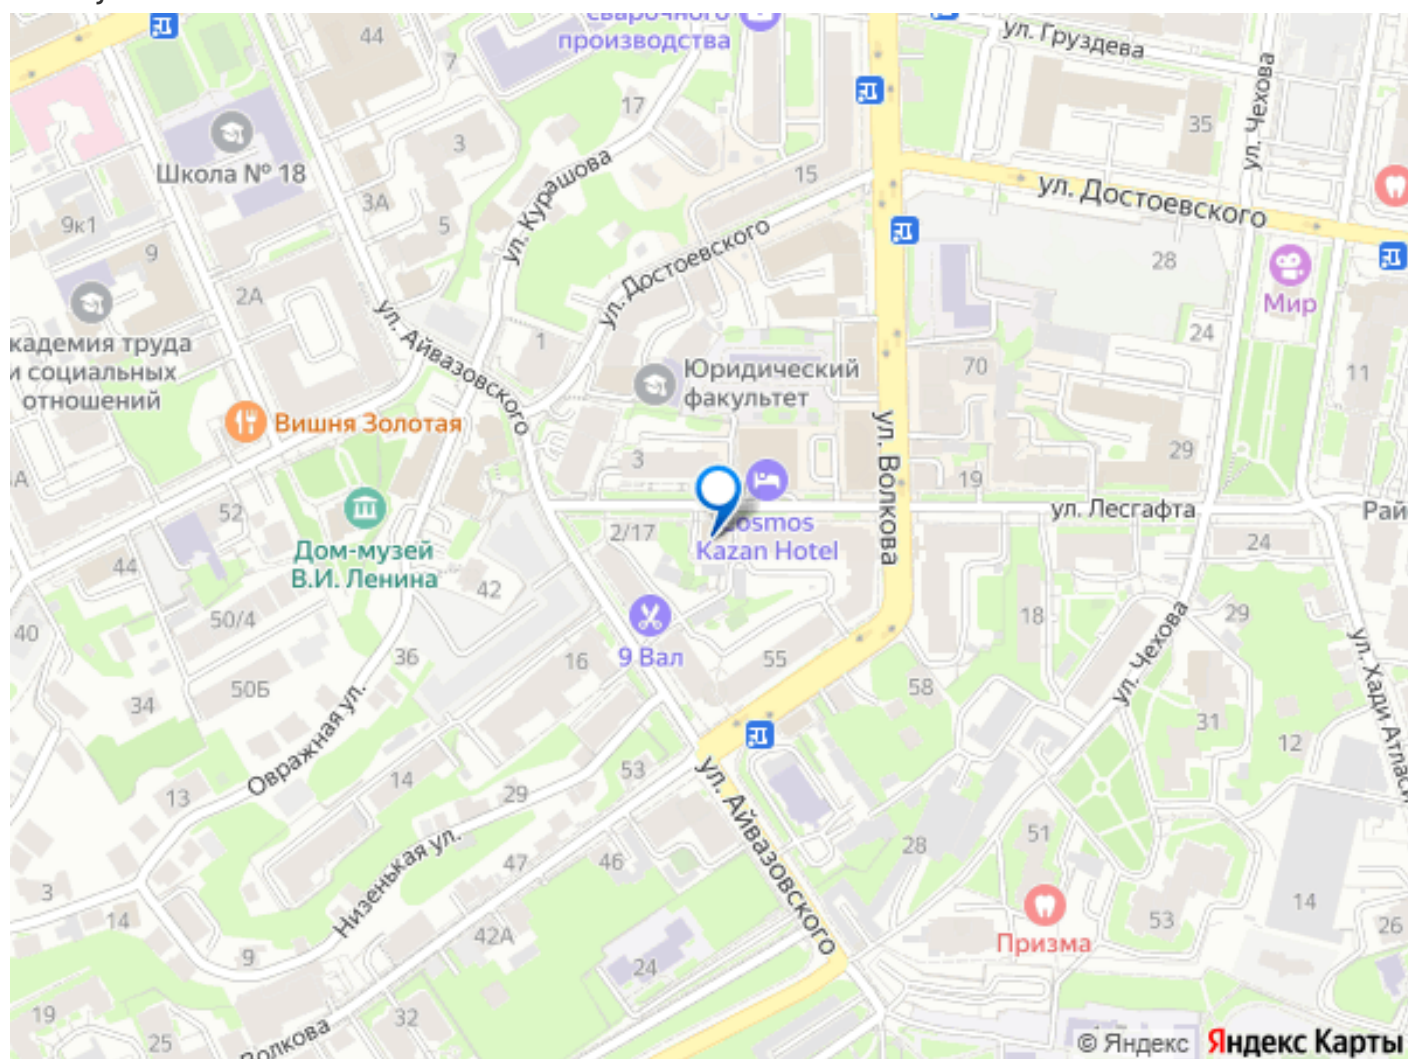 сварочного
производства
44
7
ул. Груздева
ул. Чехова
17
35
3
Школа № 18
ул. Курашова
15
ул. Достоевского
3А
9к1
5
9
ул. Достоевского
28
2А
Мир
ул. Айвазовского
24
1
кадемия труда
и социальных
отношений
Юридический
факультет
70
11
Вишня Золотая
ул. Волкова
29
3
19
А
52
ул. Лесгафта
Рай
2/17
Cosmos
Kazan Hotel
24
Дом-музей
В.И. Ленина
44
42
50/4
40
18
29
36
16
9 Вал
55
ул. Чехова
ул. Хади Атласи
50Б
58
34
31
12
Овражная ул.
14
53
13
29
ул. Айвазовского
51
28
Низенькая ул.
47
46
3
14
53
14
42А
Призма
26
9
24
19
32
25
Волкова
© Яндекс Яндекс Карты